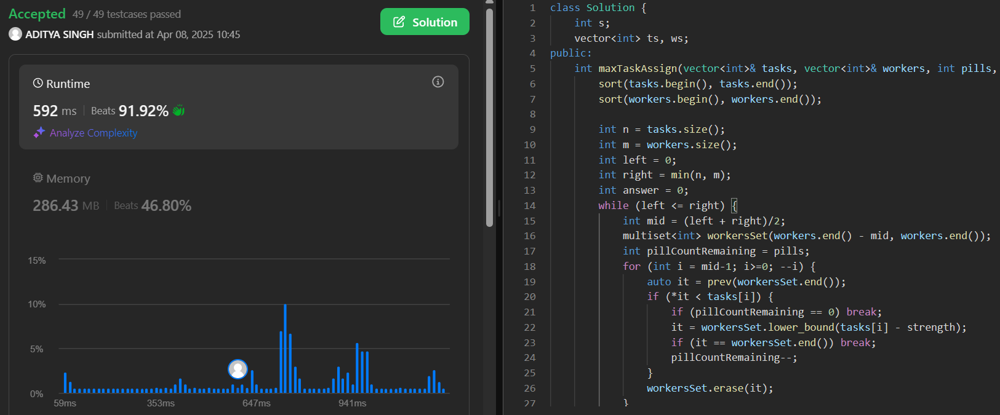 Accepted 49 / 49 testcases passed
ADITYA SINGH submitted at Apr 08, 2025 10:45
Solution
Runtime
592 ms | Beats 91.92%
Analyze Complexity
Memory
286.43 MB | Beats 46.80%
15%
10%
5%
0%
59ms 353ms 647ms 941ms
1 class Solution {
2     int s;
3     vector<int> ts, ws;
4 public:
5     int maxTaskAssign(vector<int>& tasks, vector<int>& workers, int pills,
6         sort(tasks.begin(), tasks.end());
7         sort(workers.begin(), workers.end());
8
9         int n = tasks.size();
10         int m = workers.size();
11         int left = 0;
12         int right = min(n, m);
13         int answer = 0;
14         while (left <= right) {
15             int mid = (left + right)/2;
16             multiset<int> workersSet(workers.end() - mid, workers.end());
17             int pillCountRemaining = pills;
18             for (int i = mid-1; i>=0; --i) {
19                 auto it = prev(workersSet.end());
20                 if (*it < tasks[i]) {
21                     if (pillCountRemaining == 0) break;
22                     it = workersSet.lower_bound(tasks[i] - strength);
23                     if (it == workersSet.end()) break;
24                     pillCountRemaining--;
25                 }
26                 workersSet.erase(it);
27             }